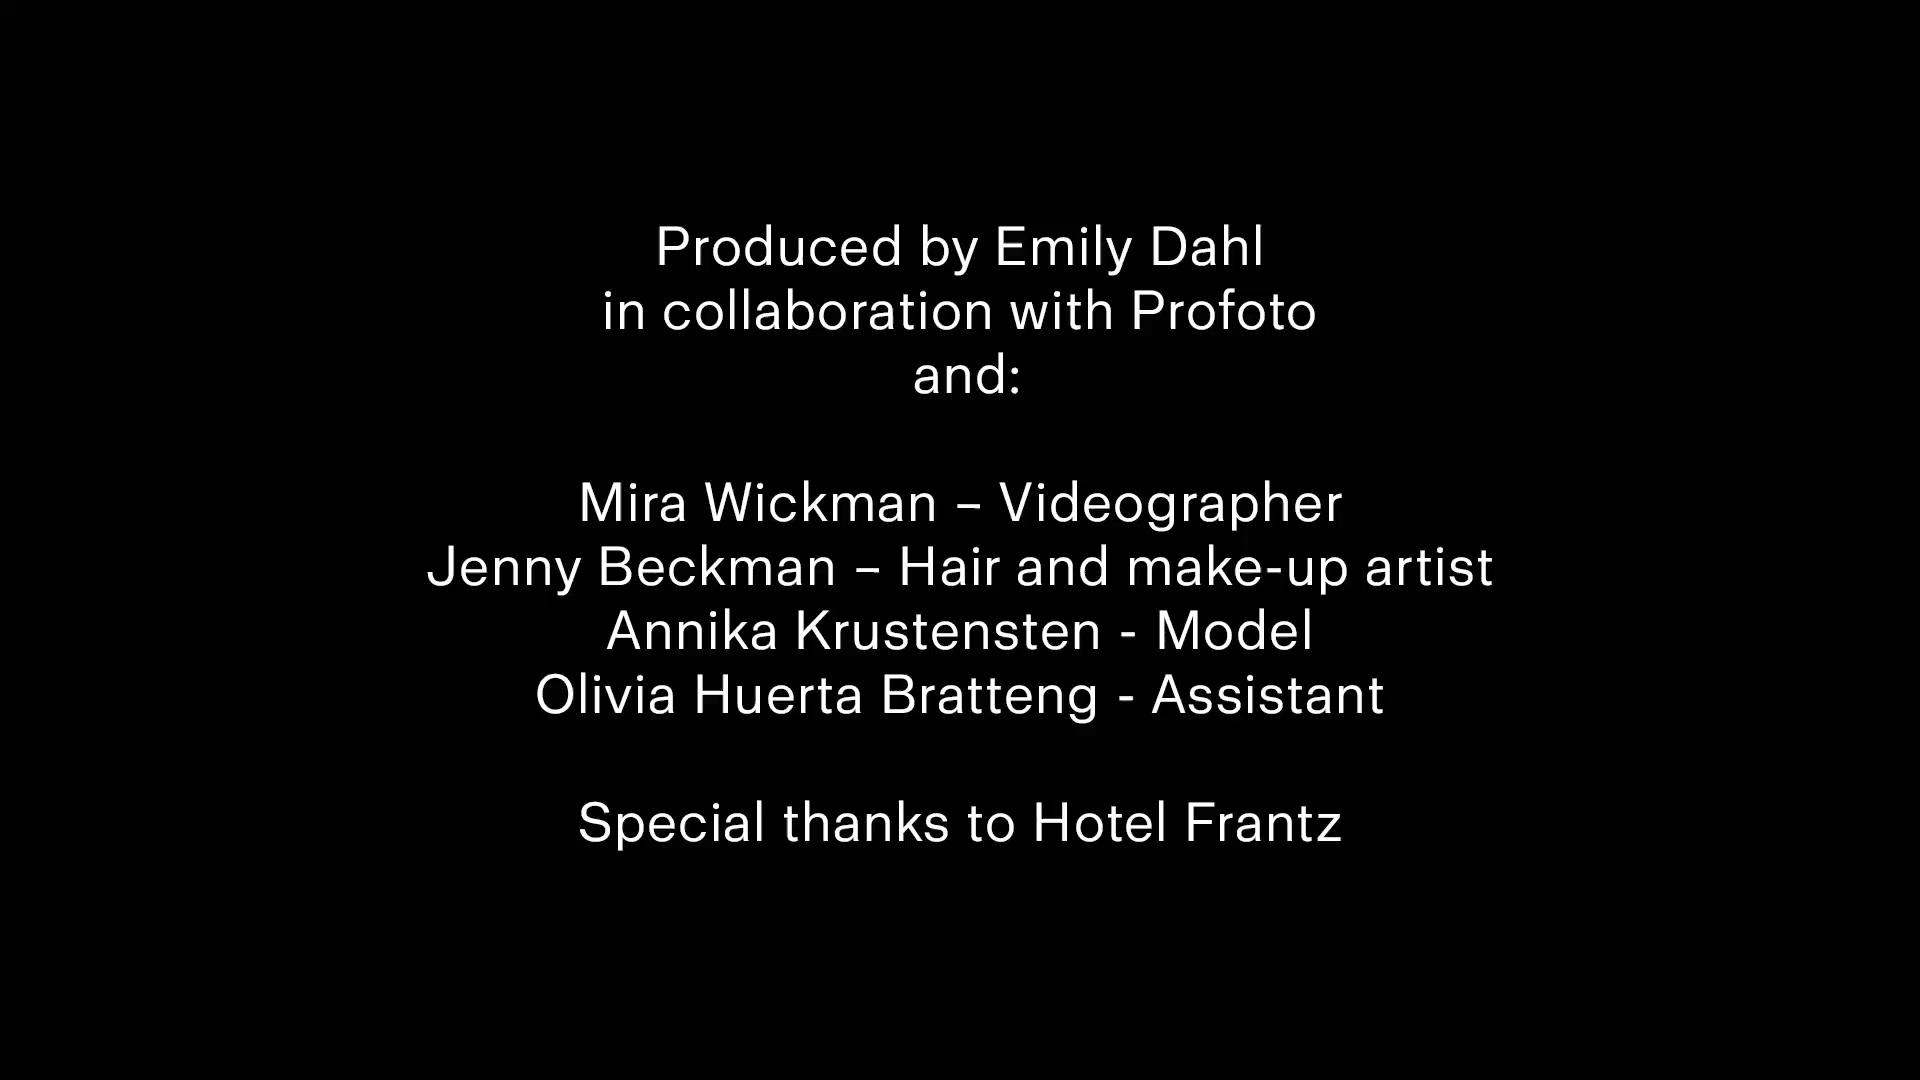 Produced by Emily Dahl
in collaboration with Profoto
and:
Mira Wickman – Videographer
Jenny Beckman – Hair and make-up artist
Annika Krustensten - Model
Olivia Huerta Bratteng - Assistant
Special thanks to Hotel Frantz